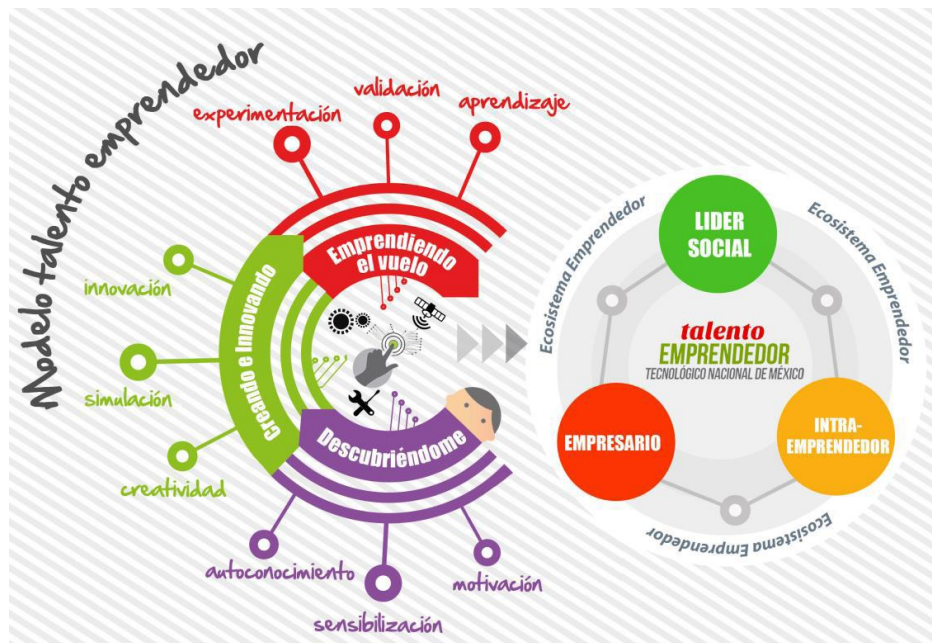 Modelo talento emprendedor
experimentación
validación
aprendizaje
Emprendiendo
el vuelo
innovación
simulación
creatividad
Creando e innovando
Descubriéndome
autoconocimiento
sensibilización
motivación
Ecosistema Emprendedor
Ecosistema Emprendedor
Ecosistema Emprendedor
LIDER
SOCIAL
talento
EMPRENDEDOR
TECNOLÓGICO NACIONAL DE MÉXICO
EMPRESARIO
INTRA-
EMPRENDEDOR